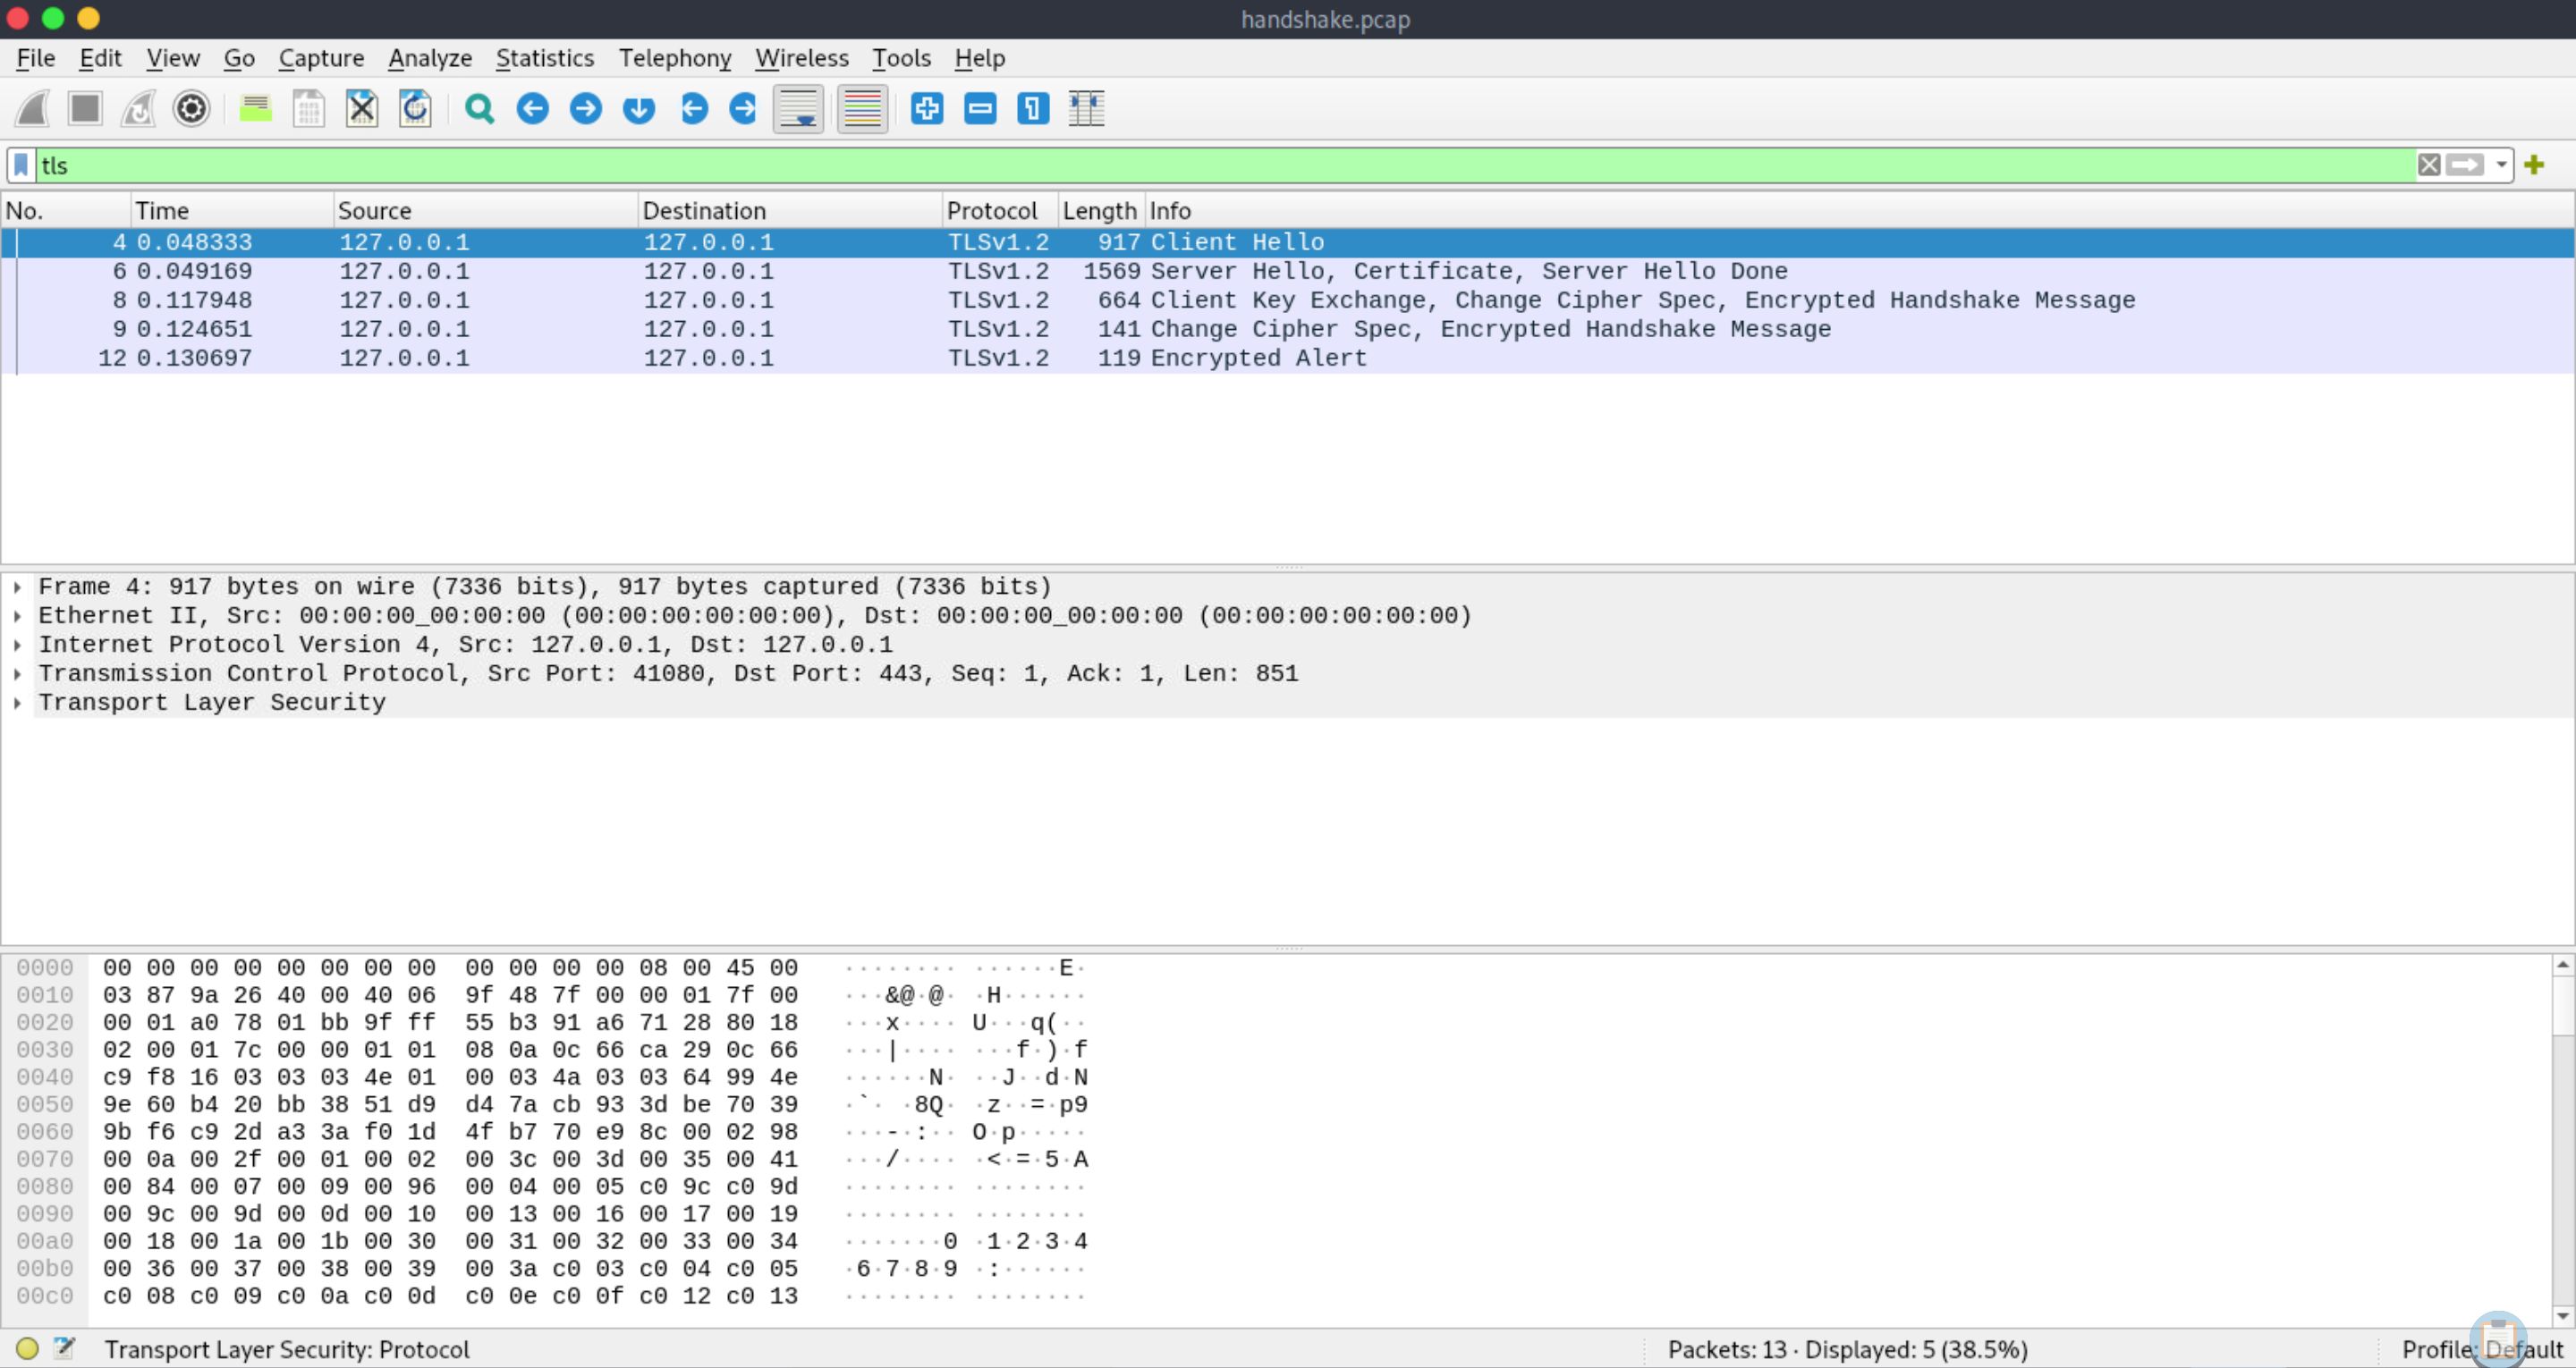 handshake.pcap
File Edit View Go Capture Analyze Statistics Telephony Wireless Tools Help
tls
No. Time Source Destination Protocol Length Info
4 0.048333 127.0.0.1 127.0.0.1 TLSv1.2 917 Client Hello
6 0.049169 127.0.0.1 127.0.0.1 TLSv1.2 1569 Server Hello, Certificate, Server Hello Done
8 0.117948 127.0.0.1 127.0.0.1 TLSv1.2 664 Client Key Exchange, Change Cipher Spec, Encrypted Handshake Message
9 0.124651 127.0.0.1 127.0.0.1 TLSv1.2 141 Change Cipher Spec, Encrypted Handshake Message
12 0.130697 127.0.0.1 127.0.0.1 TLSv1.2 119 Encrypted Alert
Frame 4: 917 bytes on wire (7336 bits), 917 bytes captured (7336 bits)
Ethernet II, Src: 00:00:00_00:00:00 (00:00:00:00:00:00), Dst: 00:00:00_00:00:00 (00:00:00:00:00:00)
Internet Protocol Version 4, Src: 127.0.0.1, Dst: 127.0.0.1
Transmission Control Protocol, Src Port: 41080, Dst Port: 443, Seq: 1, Ack: 1, Len: 851
Transport Layer Security
0000 00 00 00 00 00 00 00 00 00 00 00 00 08 00 45 00 ········ ······E·
0010 03 87 9a 26 40 00 40 06 9f 48 7f 00 00 01 7f 00 ···&@·@· ·H······
0020 00 01 a0 78 01 bb 9f ff 55 b3 91 a6 71 28 80 18 ···x···· U···q(··
0030 02 00 01 7c 00 00 01 01 08 0a 0c 66 ca 29 0c 66 ···|···· ···f·)·f
0040 c9 f8 16 03 03 03 4e 01 00 03 4a 03 03 64 99 4e ······N· ··J··d·N
0050 9e 60 b4 20 bb 38 51 d9 d4 7a cb 93 3d be 70 39 ·`· ·8Q· ·z··=·p9
0060 9b f6 c9 2d a3 3a f0 1d 4f b7 70 e9 8c 00 02 98 ···-·:·· O·p·····
0070 00 0a 00 2f 00 01 00 02 00 3c 00 3d 00 35 00 41 ···/···· ·<·=·5·A
0080 00 84 00 07 00 09 00 96 00 04 00 05 c0 9c c0 9d ········ ········
0090 00 9c 00 9d 00 0d 00 10 00 13 00 16 00 17 00 19 ········ ········
00a0 00 18 00 1a 00 1b 00 30 00 31 00 32 00 33 00 34 ·······0 ·1·2·3·4
00b0 00 36 00 37 00 38 00 39 00 3a c0 03 c0 04 c0 05 ·6·7·8·9 ·:······
00c0 c0 08 c0 09 c0 0a c0 0d c0 0e c0 0f c0 12 c0 13 ········ ········
Transport Layer Security: Protocol Packets: 13 · Displayed: 5 (38.5%) Profile: Default